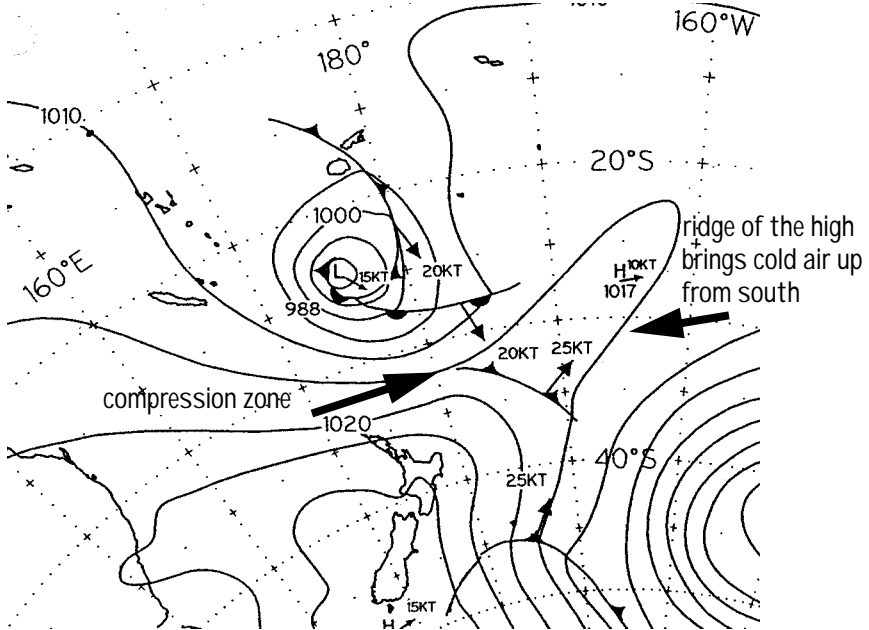 160°W
180°
1010
20°S
1000
ridge of the high
brings cold air up
from south
160°E
L
15KT
20KT
H
10KT
1017
988
20KT
25KT
compression zone
1020
40°S
25KT
15KT
H